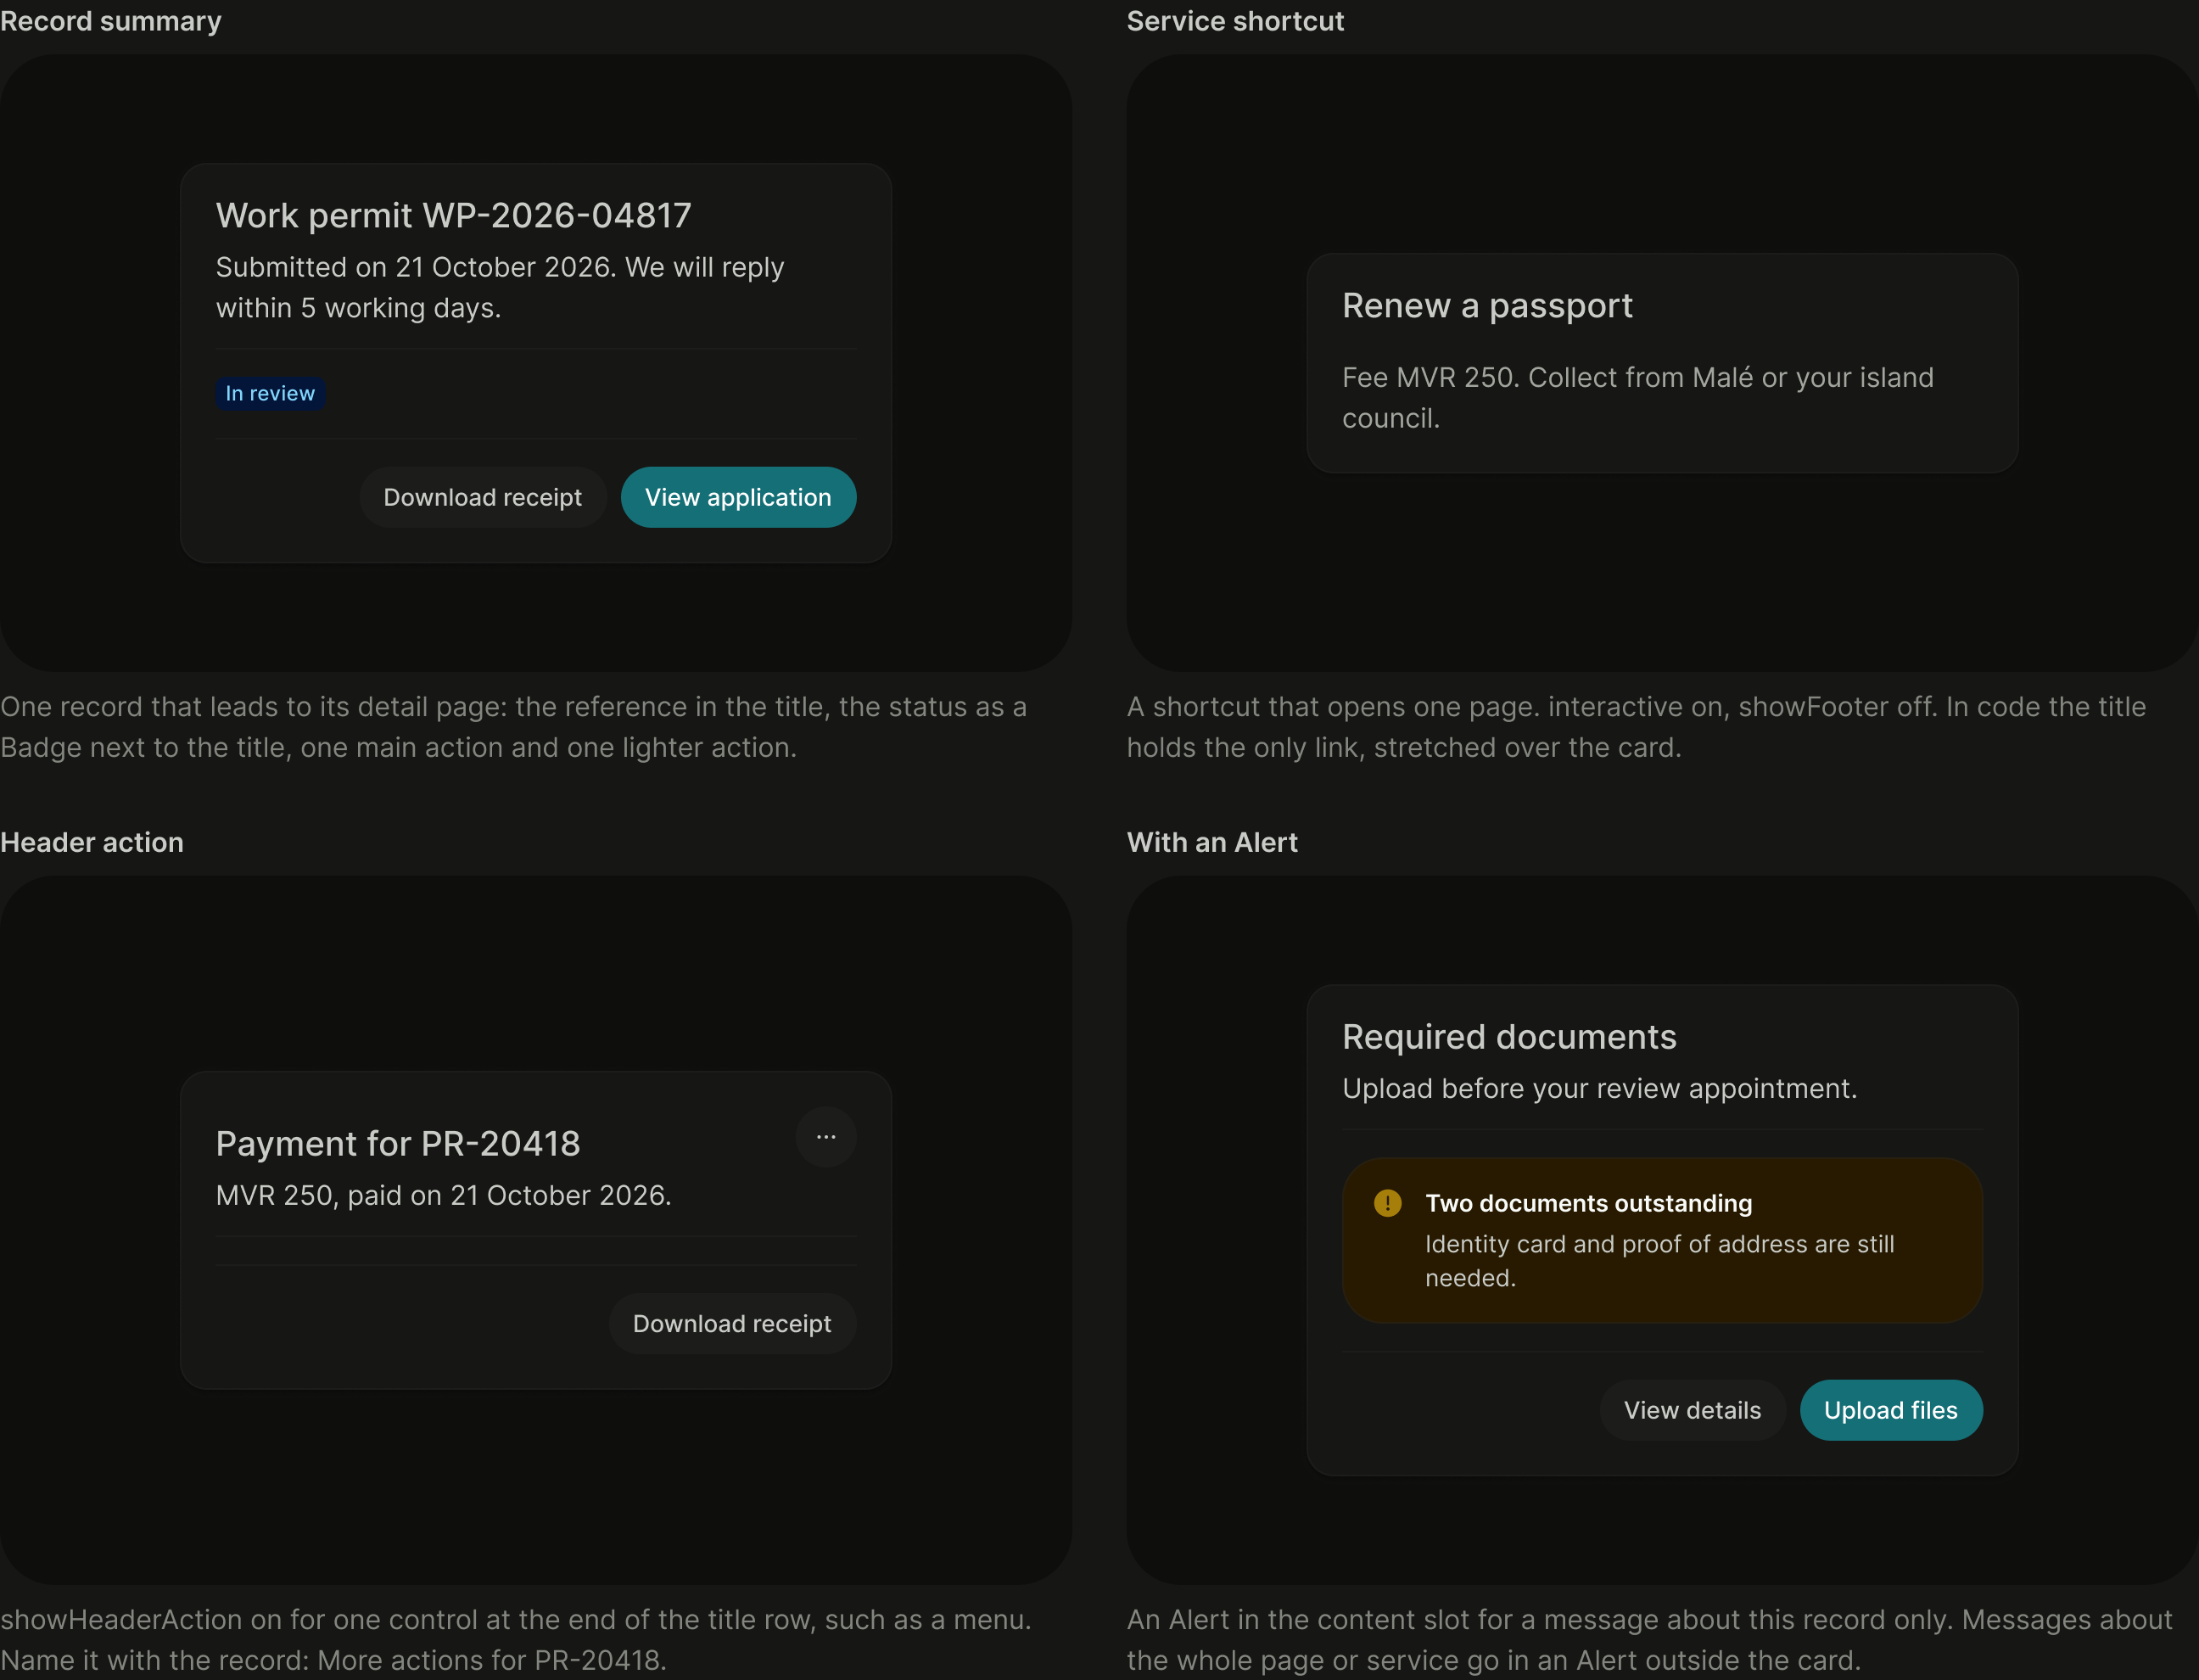 Record summary
Work permit WP-2026-04817
Submitted on 21 October 2026. We will reply
within 5 working days.
In review
Download receipt
View application
One record that leads to its detail page: the reference in the title, the status as a
Badge next to the title, one main action and one lighter action.
Service shortcut
Renew a passport
Fee MVR 250. Collect from Malé or your island
council.
A shortcut that opens one page. interactive on, showFooter off. In code the title
holds the only link, stretched over the card.
Header action
Payment for PR-20418
MVR 250, paid on 21 October 2026.
Download receipt
showHeaderAction on for one control at the end of the title row, such as a menu.
Name it with the record: More actions for PR-20418.
With an Alert
Required documents
Upload before your review appointment.
Two documents outstanding
Identity card and proof of address are still
needed.
View details
Upload files
An Alert in the content slot for a message about this record only. Messages about
the whole page or service go in an Alert outside the card.